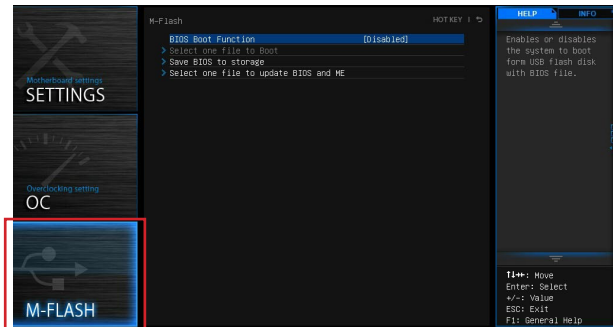 Motherboard settings
SETTINGS
Overclocking setting
OC
M-FLASH
M-Flash
HOT KEY
BIOS Boot Function [Disabled]
Select one file to Boot
Save BIOS to storage
Select one file to update BIOS and ME
HELP
INFO
Enables or disables
the system to boot
form USB flash disk
with BIOS file.
↑↓←→: Move
Enter: Select
+/-: Value
ESC: Exit
F1: General Help